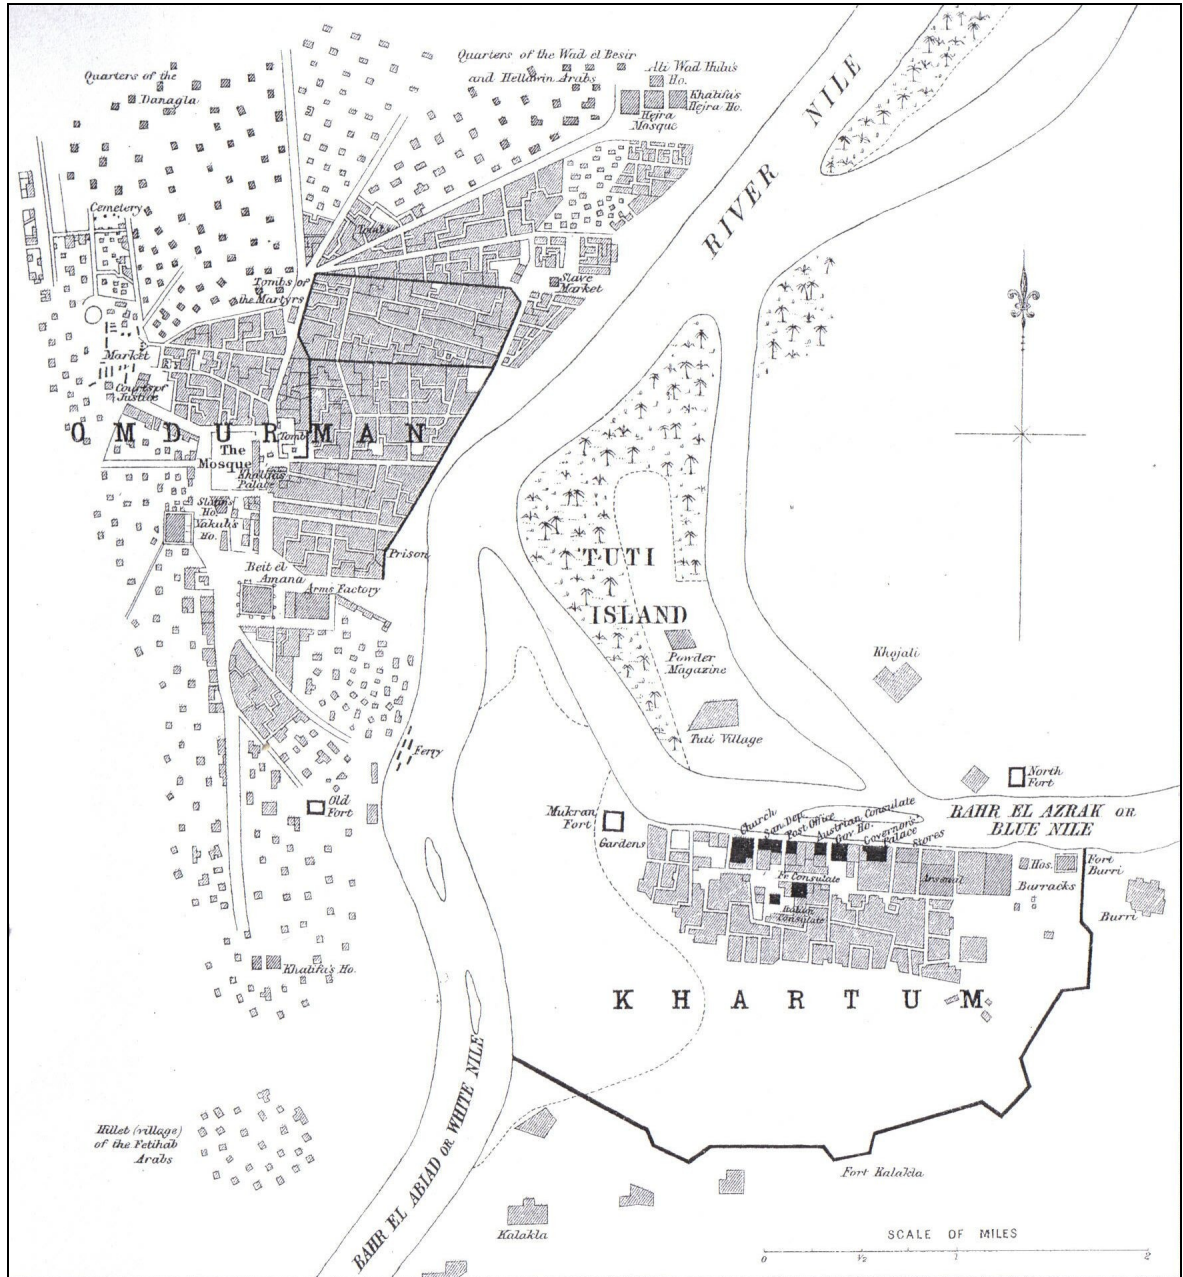 Quarters of the Wad el Besir
and Hellawin Arabs
Ali Wad Hulu's
Ho.
Khalifa's
Hejra Ho.
Hejra
Mosque
Quarters of the
Danagla
RIVER NILE
Cemetery
Tombs
Tombs of
the Martyrs
Slave
Market
Market
Courts of
Justice
OMDURMAN
Tomb
The
Mosque
Khalifa's
Palace
Slatin's
Ho.
Yakub's
Ho.
Prison
Beit el
Amana
Arms Factory
TUTI
ISLAND
Powder
Magazine
Khojali
Tuti Village
Ferry
Old
Fort
North
Fort
Mukran
Fort
Gardens
BAHR EL AZRAK OR
BLUE NILE
Church
San. Dep.
Post Office
Austrian Consulate
Gov. Ho.
Governor's
Palace
Stores
Arsenal
Hos.
Fort
Burri
Barracks
Burri
Fr. Consulate
Italian
Consulate
Khalifa's Ho.
KHARTUM
BAHR EL ABIAD OR WHITE NILE
Hillet (village)
of the Fetihab
Arabs
Fort Kalakla
Kalakla
SCALE OF MILES
0 1/2 1 2